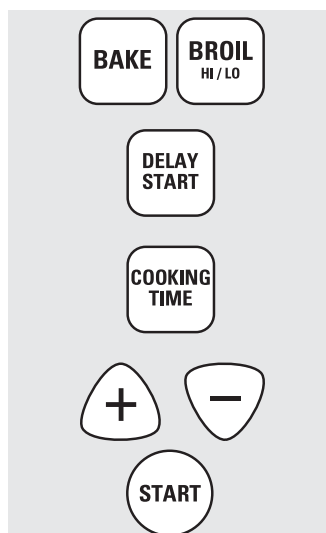 BAKE
BROIL
HI / LO
DELAY
START
COOKING
TIME
+ −
START